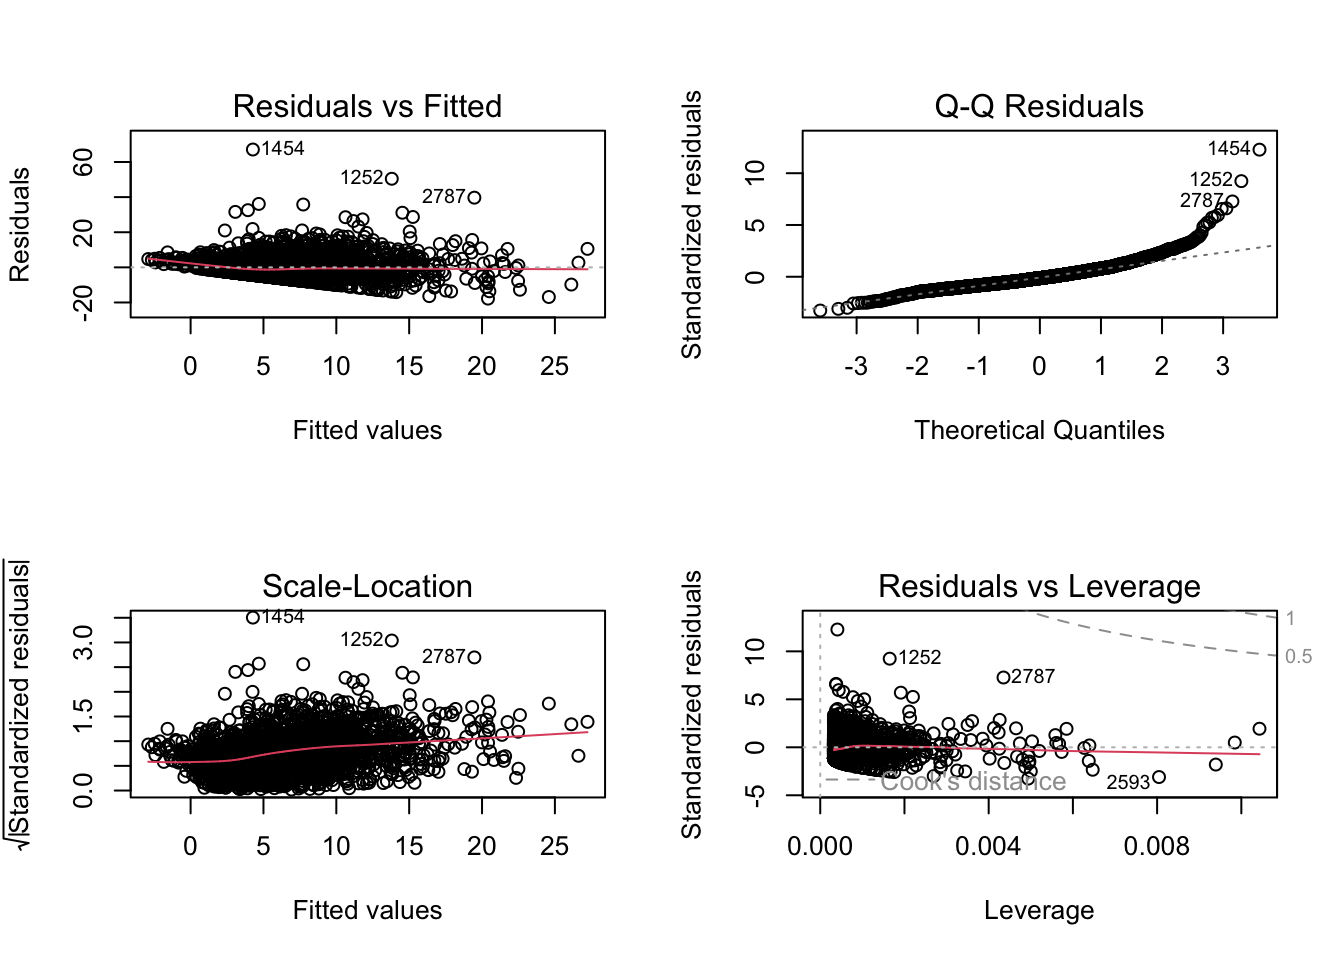 Residuals vs Fitted
Residuals
60
20
-20
1454
1252
2787
0 5 10 15 20 25
Fitted values
Q-Q Residuals
Standardized residuals
10
5
0
1454
1252
2787
-3 -2 -1 0 1 2 3
Theoretical Quantiles
Scale-Location
√|Standardized residuals|
3.0
1.5
0.0
1454
1252
2787
0 5 10 15 20 25
Fitted values
Residuals vs Leverage
Standardized residuals
10
5
0
-5
1252
2787
2593
Cook's distance
1
0.5
0.000 0.004 0.008
Leverage